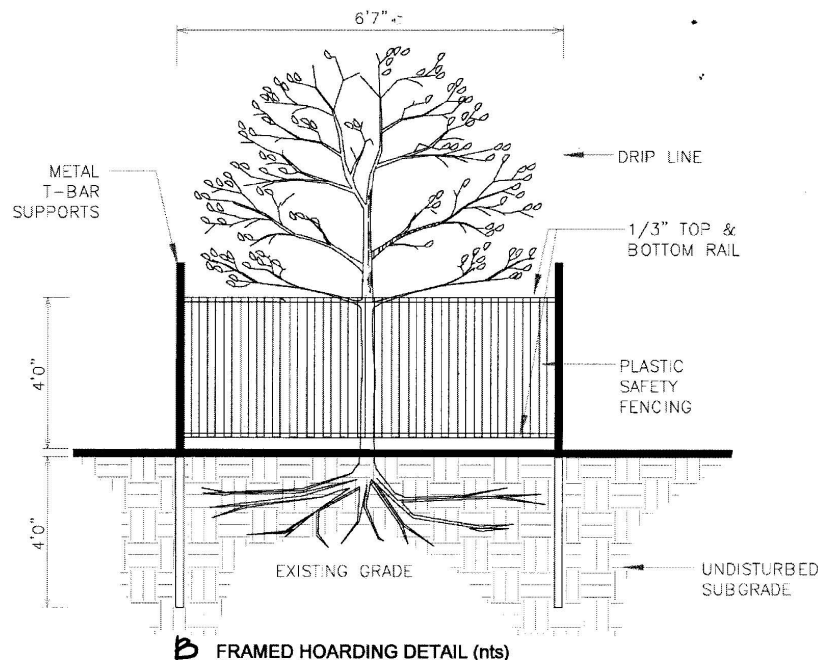 6'7"
DRIP LINE
METAL
T-BAR
SUPPORTS
1/3" TOP &
BOTTOM RAIL
4'0"
PLASTIC
SAFETY
FENCING
4'0"
EXISTING GRADE
UNDISTURBED
SUBGRADE
B FRAMED HOARDING DETAIL (nts)